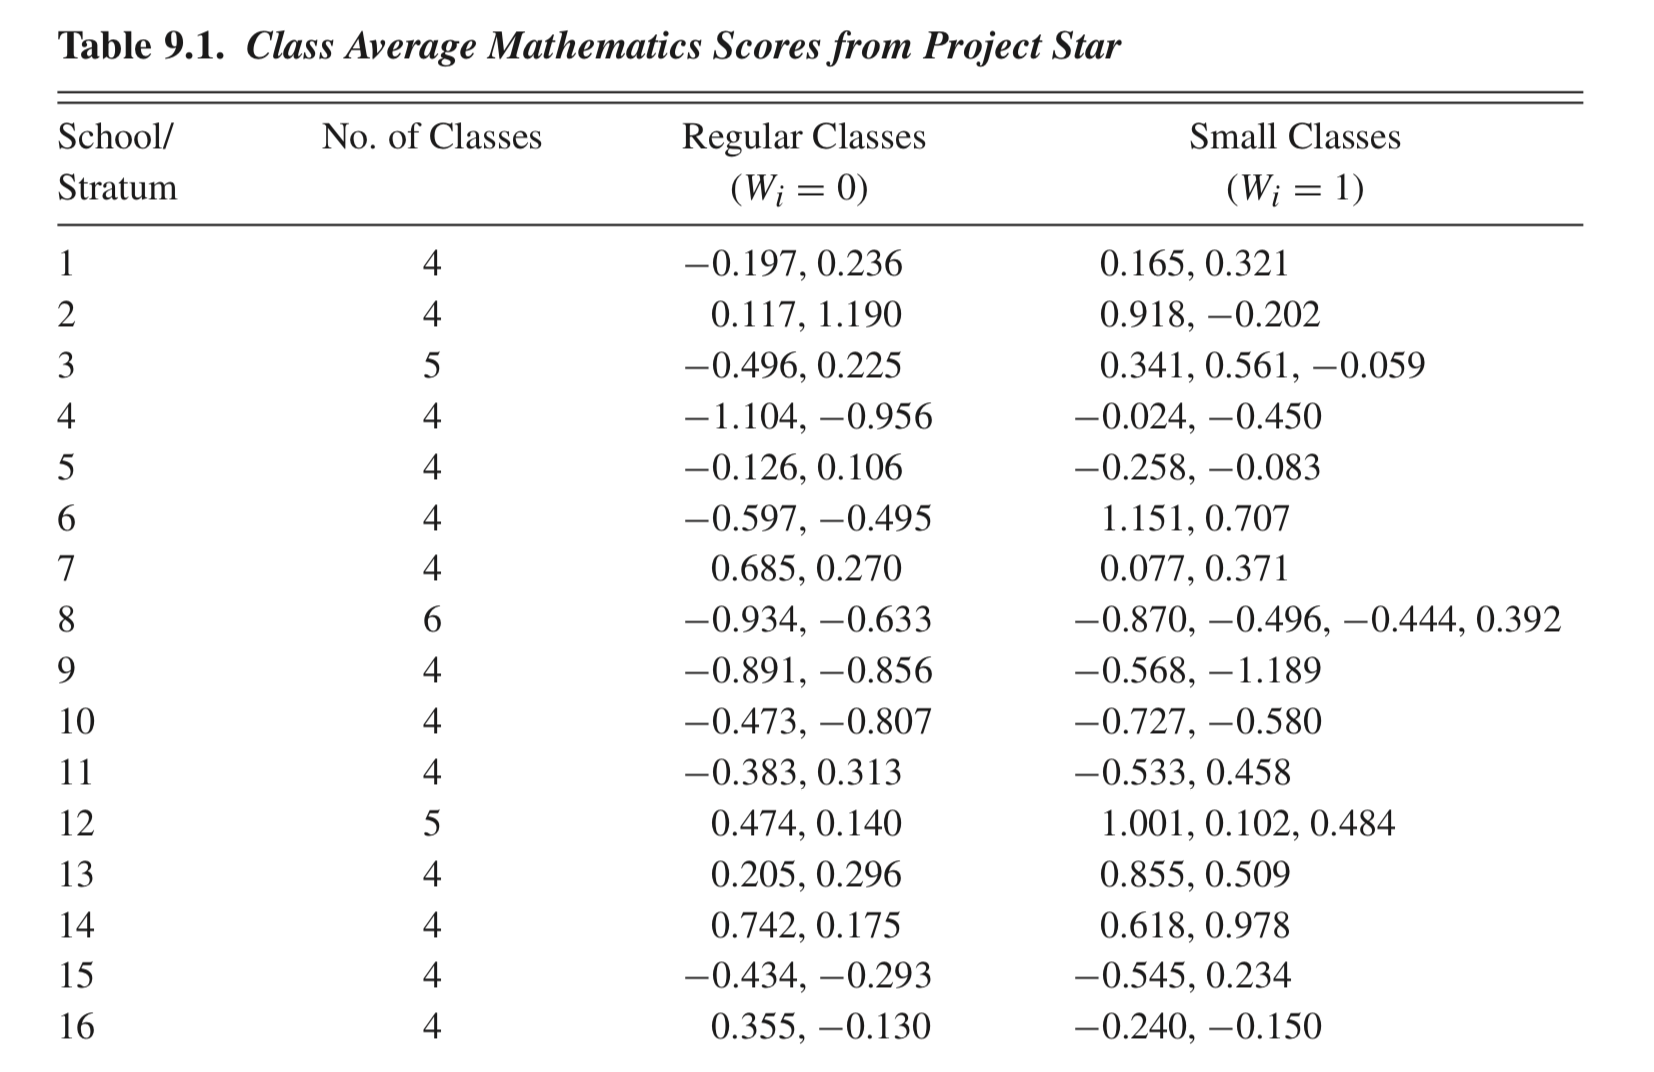 Table 9.1. Class Average Mathematics Scores from Project Star
School/ No. of Classes Regular Classes Small Classes
Stratum (Wi = 0) (Wi = 1)
1 4 −0.197, 0.236 0.165, 0.321
2 4 0.117, 1.190 0.918, −0.202
3 5 −0.496, 0.225 0.341, 0.561, −0.059
4 4 −1.104, −0.956 −0.024, −0.450
5 4 −0.126, 0.106 −0.258, −0.083
6 4 −0.597, −0.495 1.151, 0.707
7 4 0.685, 0.270 0.077, 0.371
8 6 −0.934, −0.633 −0.870, −0.496, −0.444, 0.392
9 4 −0.891, −0.856 −0.568, −1.189
10 4 −0.473, −0.807 −0.727, −0.580
11 4 −0.383, 0.313 −0.533, 0.458
12 5 0.474, 0.140 1.001, 0.102, 0.484
13 4 0.205, 0.296 0.855, 0.509
14 4 0.742, 0.175 0.618, 0.978
15 4 −0.434, −0.293 −0.545, 0.234
16 4 0.355, −0.130 −0.240, −0.150